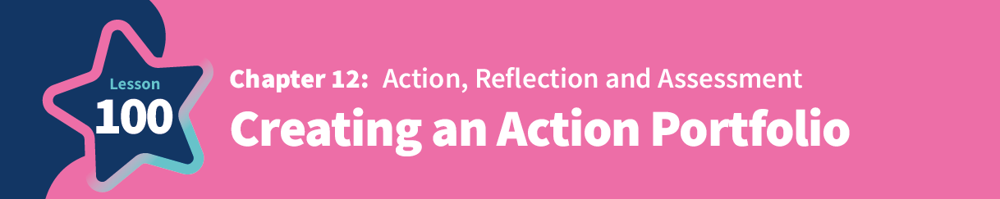 Lesson
100
Chapter 12: Action, Reflection and Assessment
Creating an Action Portfolio